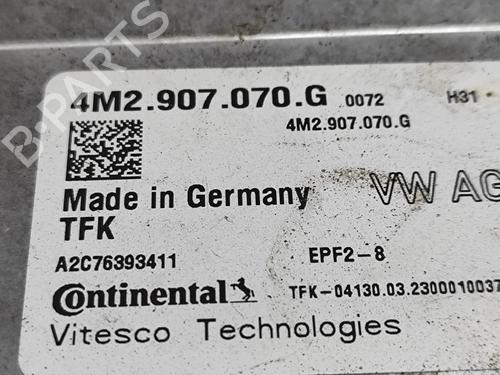 4M2.907.070.G 0072 H31
4M2.907.070.G
Made in Germany VW AG
TFK
A2C76393411 EPF2-8
Continental TFK-04130.03.2300010037
Vitesco Technologies
B-PARTS